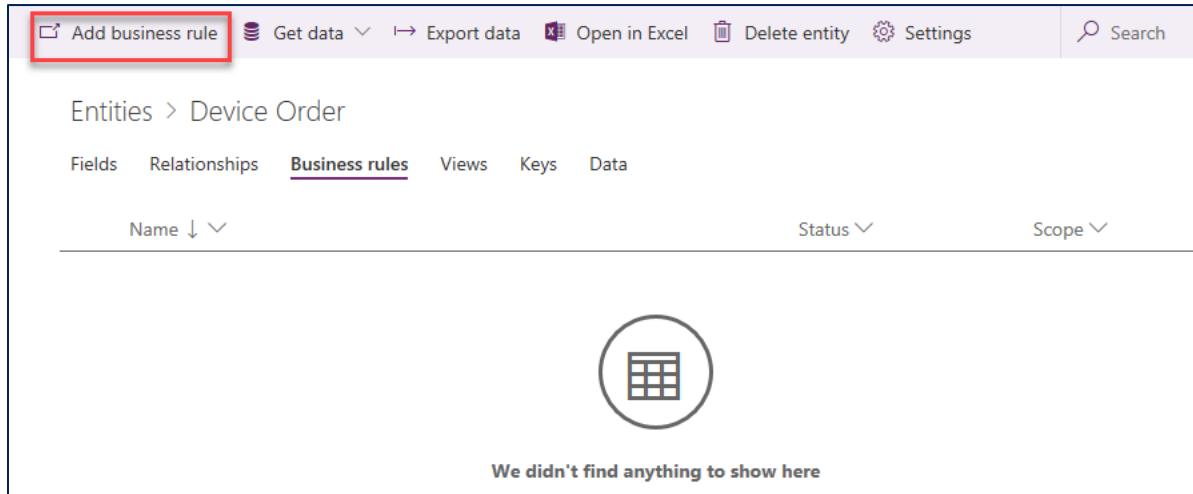 Add business rule Get data Export data Open in Excel Delete entity Settings Search
Entities > Device Order
Fields Relationships Business rules Views Keys Data
Name ↓ Status Scope
We didn't find anything to show here